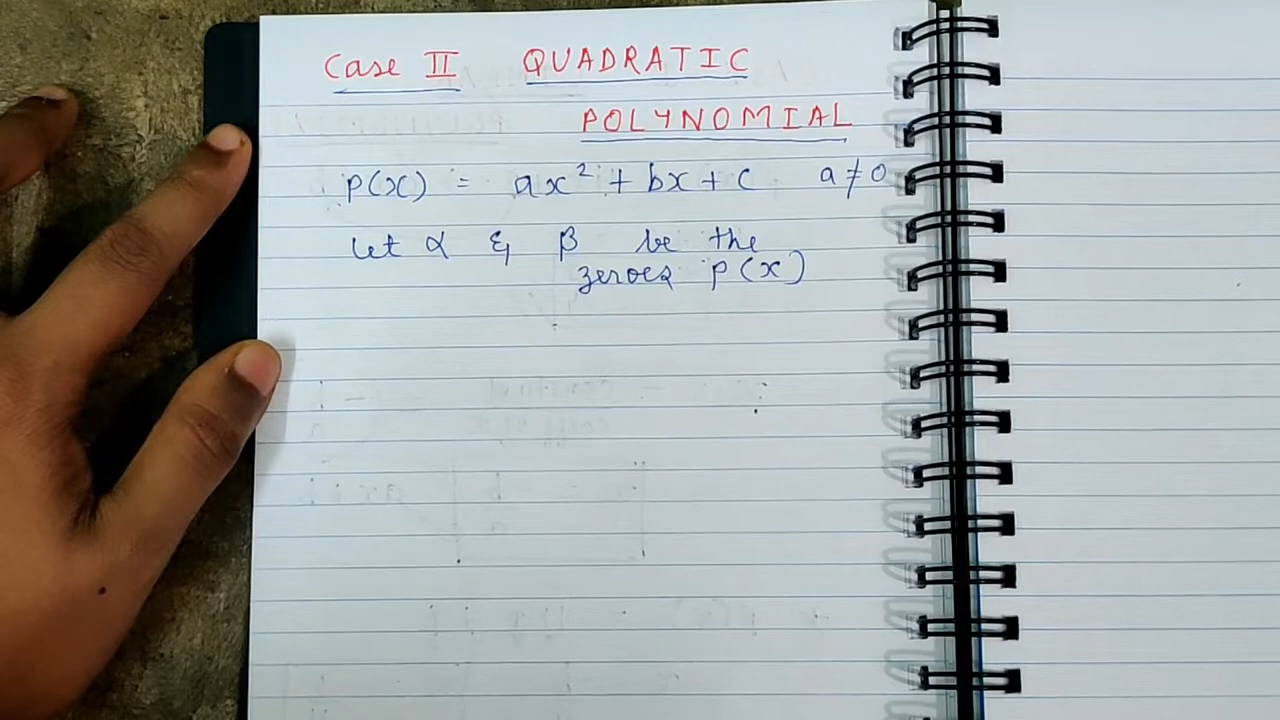 Case II QUADRATIC
POLYNOMIAL
p(x) = ax² + bx + c a ≠ 0
let α & β be the
zeroes p(x)